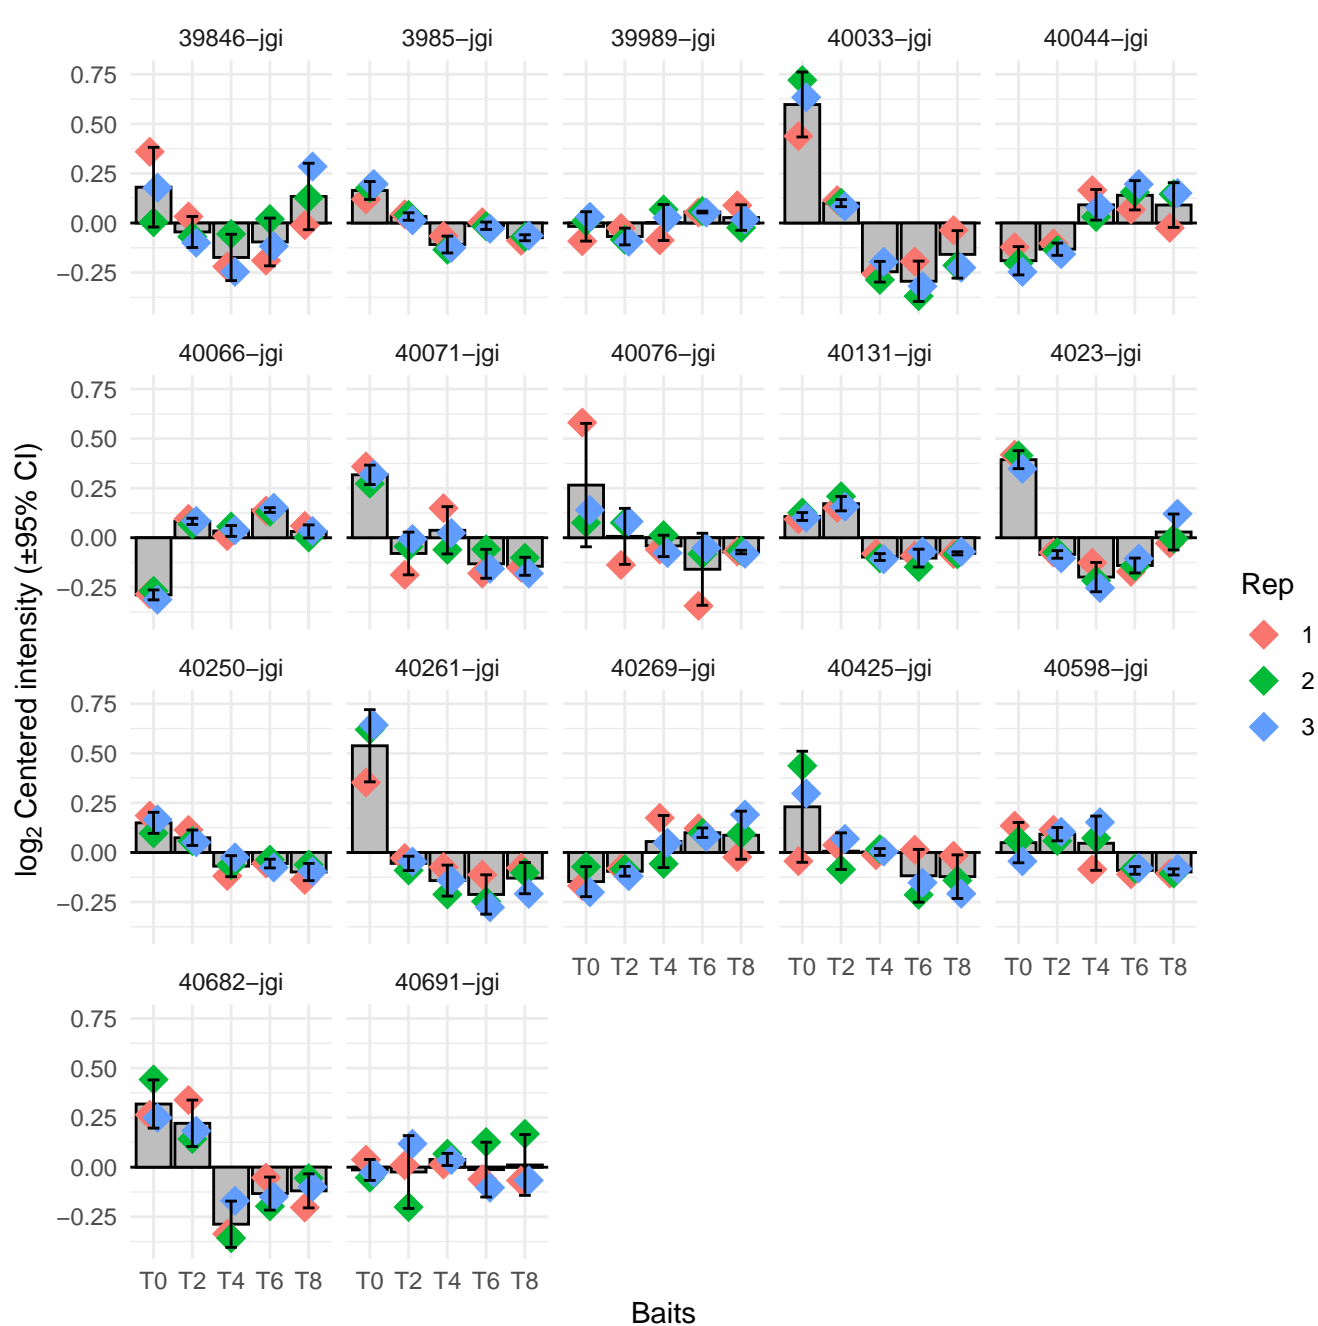 39846−jgi 3985−jgi 39989−jgi 40033−jgi 40044−jgi
0.75
0.50
0.25
0.00
−0.25
40066−jgi 40071−jgi 40076−jgi 40131−jgi 4023−jgi
0.75
0.50
0.25
0.00
−0.25
log2 Centered intensity (±95% CI)
Rep
1
2
3
40250−jgi 40261−jgi 40269−jgi 40425−jgi 40598−jgi
0.75
0.50
0.25
0.00
−0.25
T0 T2 T4 T6 T8 T0 T2 T4 T6 T8 T0 T2 T4 T6 T8
40682−jgi 40691−jgi
0.75
0.50
0.25
0.00
−0.25
T0 T2 T4 T6 T8 T0 T2 T4 T6 T8
Baits